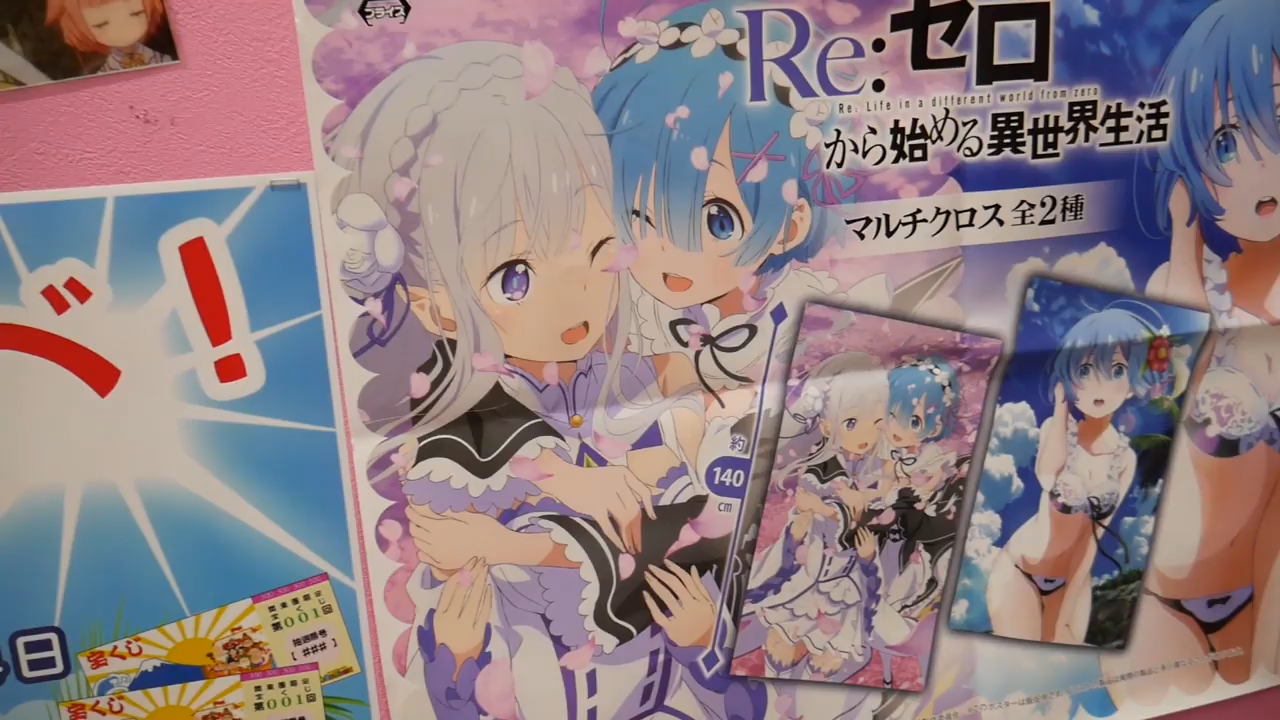 プライズ
Re:ゼロ
Re: Life in a different world from zero
から始める異世界生活
マルチクロス 全2種
約
140
cm
べ!
日
宝くじ
第001回
抽選番号
[ ### ]
宝くじ
第001回